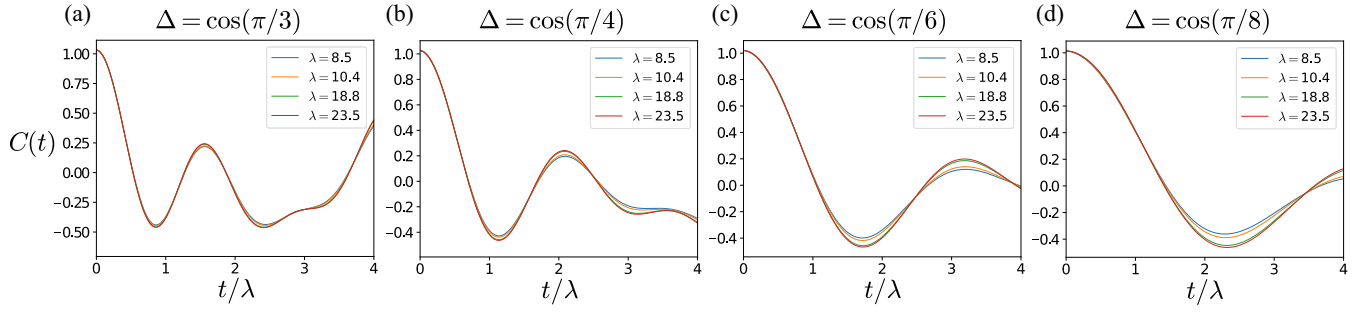 (a) Δ = cos(π/3)
(b) Δ = cos(π/4)
(c) Δ = cos(π/6)
(d) Δ = cos(π/8)
C(t)
1.00
0.75
0.50
0.25
0.00
−0.25
−0.50
0 1 2 3 4
t/λ
λ = 8.5
λ = 10.4
λ = 18.8
λ = 23.5
1.0
0.8
0.6
0.4
0.2
0.0
−0.2
−0.4
0 1 2 3 4
t/λ
λ = 8.5
λ = 10.4
λ = 18.8
λ = 23.5
1.0
0.8
0.6
0.4
0.2
0.0
−0.2
−0.4
0 1 2 3 4
t/λ
λ = 8.5
λ = 10.4
λ = 18.8
λ = 23.5
1.0
0.8
0.6
0.4
0.2
0.0
−0.2
−0.4
0 1 2 3 4
t/λ
λ = 8.5
λ = 10.4
λ = 18.8
λ = 23.5